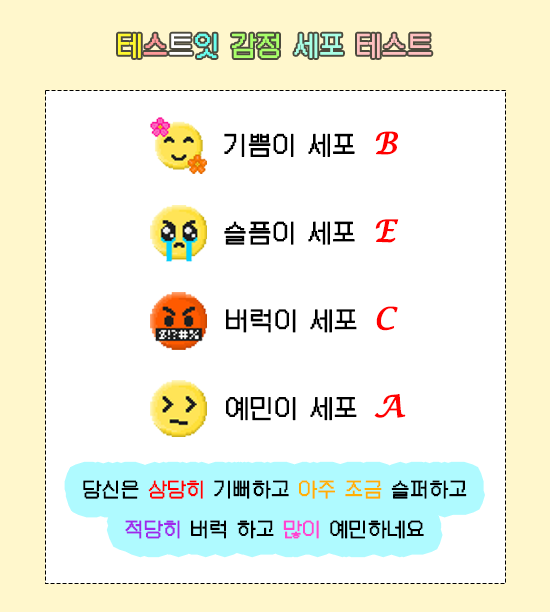 테스트잇 감정 세포 테스트
기쁨이 세포 B
슬픔이 세포 E
버럭이 세포 C
$!?#%
예민이 세포 A
당신은 상당히 기뻐하고 아주 조금 슬퍼하고
적당히 버럭 하고 많이 예민하네요